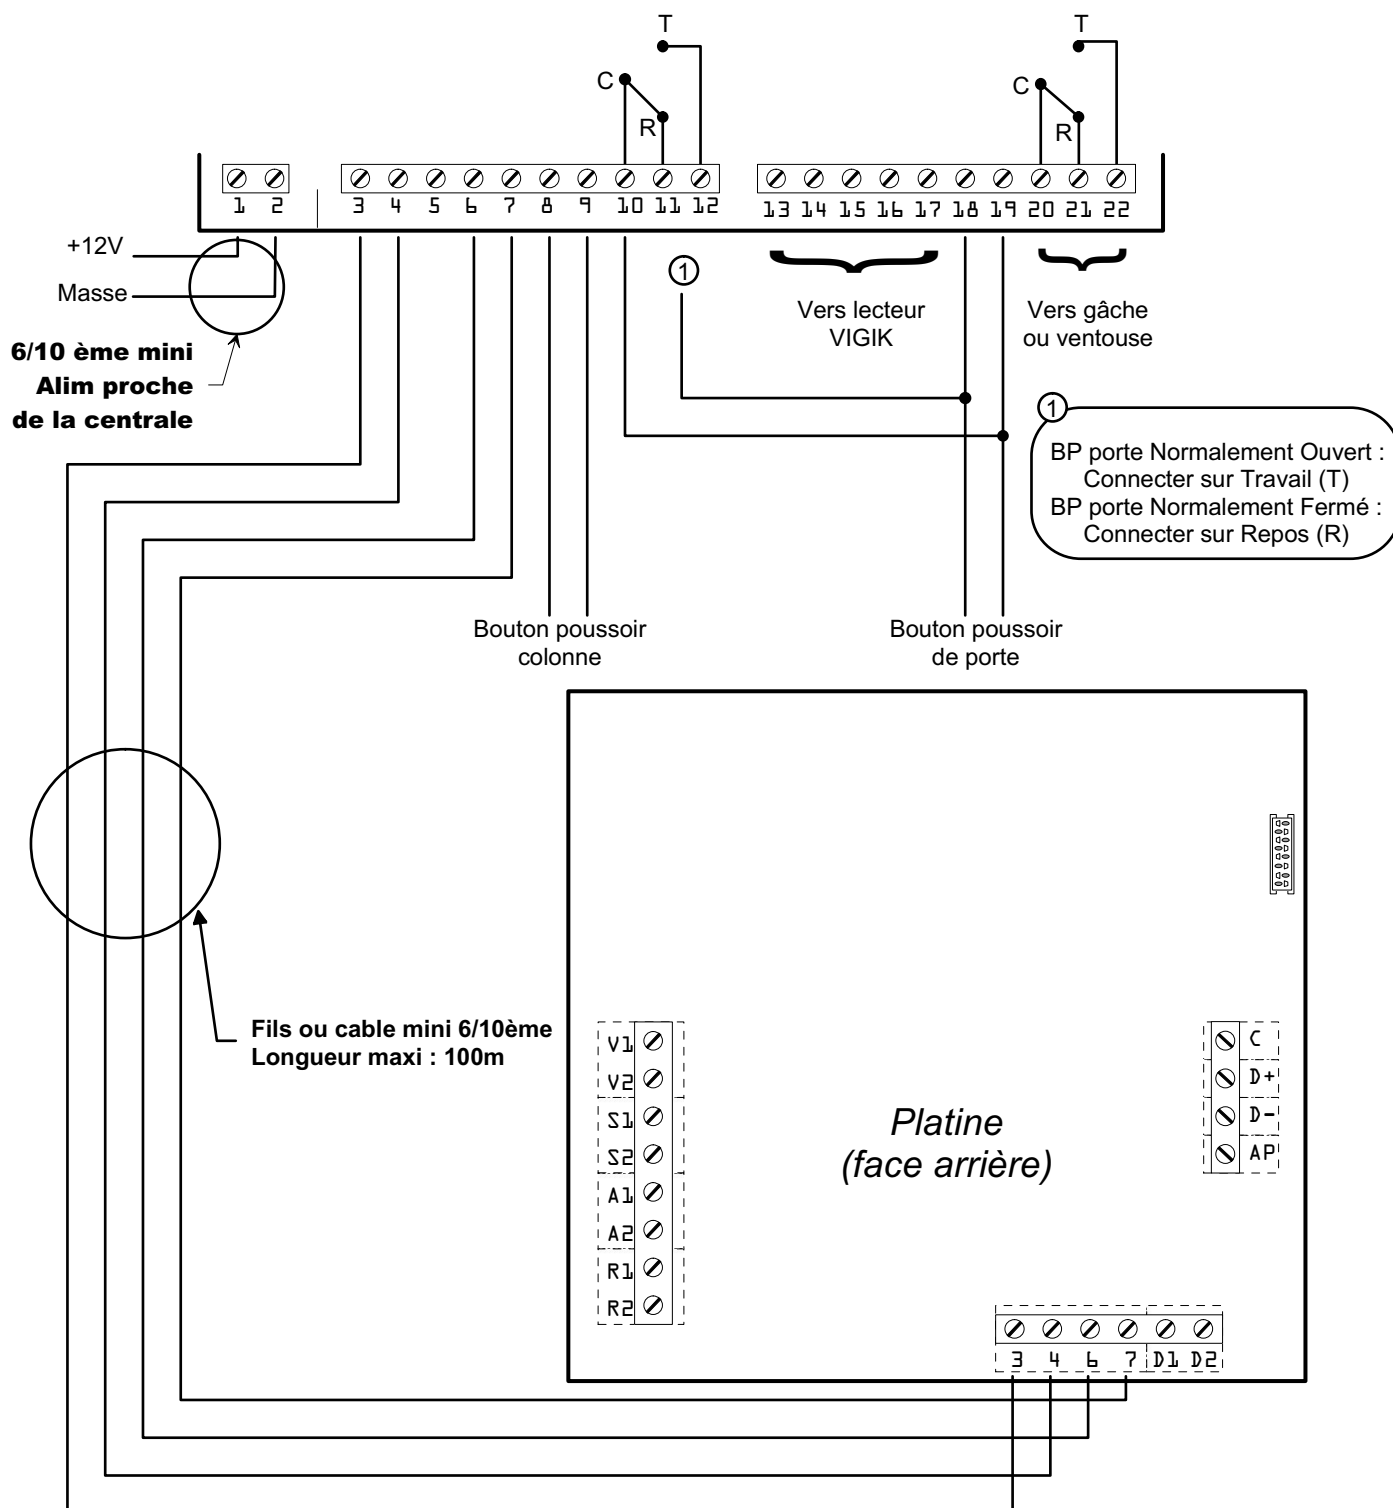 T
T
C
C
R
R
1 2 3 4 5 6 7 8 9 10 11 12 13 14 15 16 17 18 19 20 21 22
+12V
Masse
6/10 ème mini
Alim proche
de la centrale
1
Vers lecteur
VIGIK
Vers gâche
ou ventouse
1
BP porte Normalement Ouvert :
Connecter sur Travail (T)
BP porte Normalement Fermé :
Connecter sur Repos (R)
Bouton poussoir
colonne
Bouton poussoir
de porte
Fils ou cable mini 6/10ème
Longueur maxi : 100m
V1
V2
S1
S2
A1
A2
R1
R2
Platine
(face arrière)
C
D+
D-
AP
3 4 6 7 D1 D2